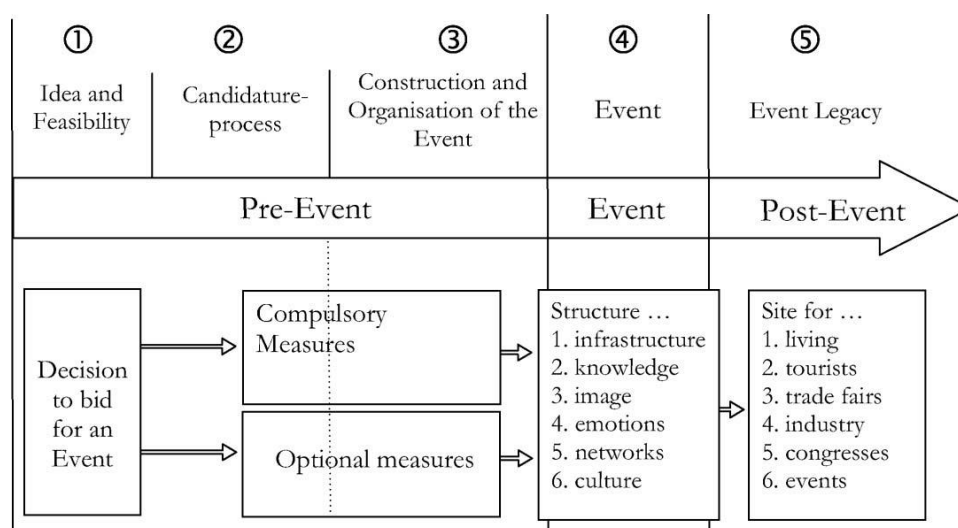 ①
②
③
④
⑤
Idea and
Feasibility
Candidature-
process
Construction and
Organisation of the
Event
Event
Event Legacy
Pre-Event
Event
Post-Event
Decision
to bid
for an
Event
Compulsory
Measures
Optional measures
Structure ...
1. infrastructure
2. knowledge
3. image
4. emotions
5. networks
6. culture
Site for ...
1. living
2. tourists
3. trade fairs
4. industry
5. congresses
6. events